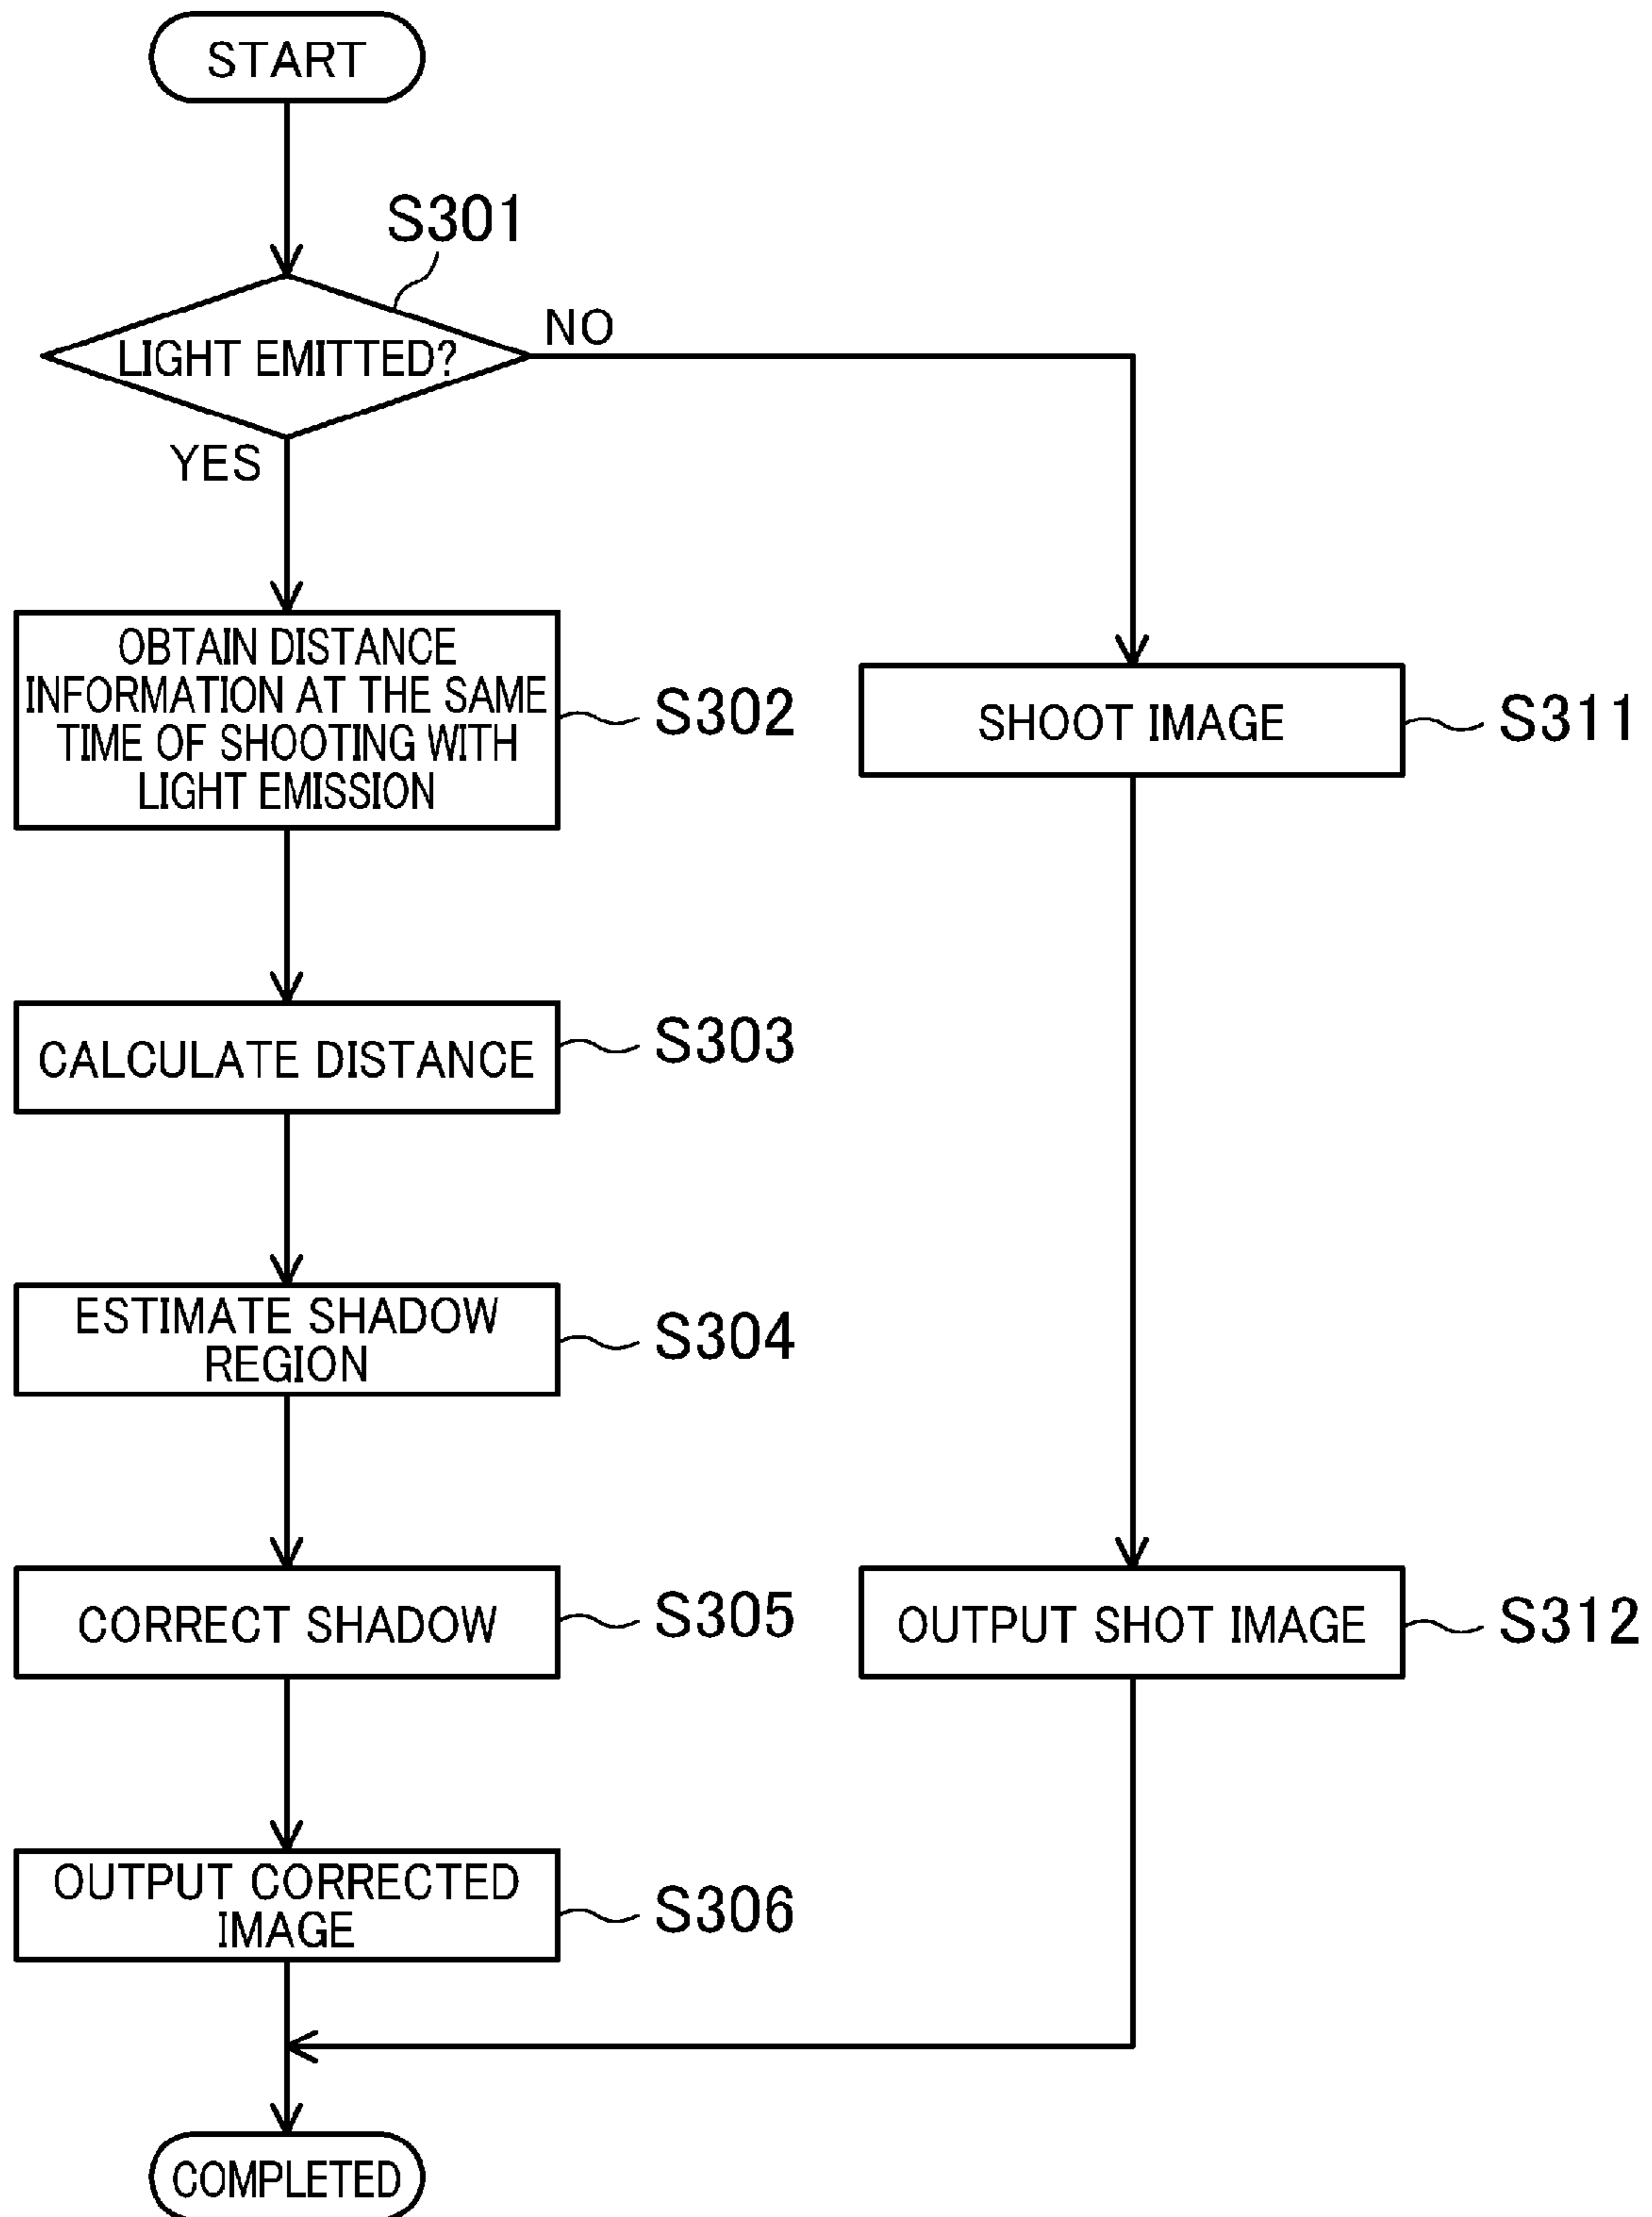 START
S301
LIGHT EMITTED?
NO
YES
OBTAIN DISTANCE
INFORMATION AT THE SAME
TIME OF SHOOTING WITH
LIGHT EMISSION
S302
SHOOT IMAGE
S311
CALCULATE DISTANCE
S303
ESTIMATE SHADOW
REGION
S304
CORRECT SHADOW
S305
OUTPUT SHOT IMAGE
S312
OUTPUT CORRECTED
IMAGE
S306
COMPLETED